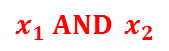 x₁ AND x₂